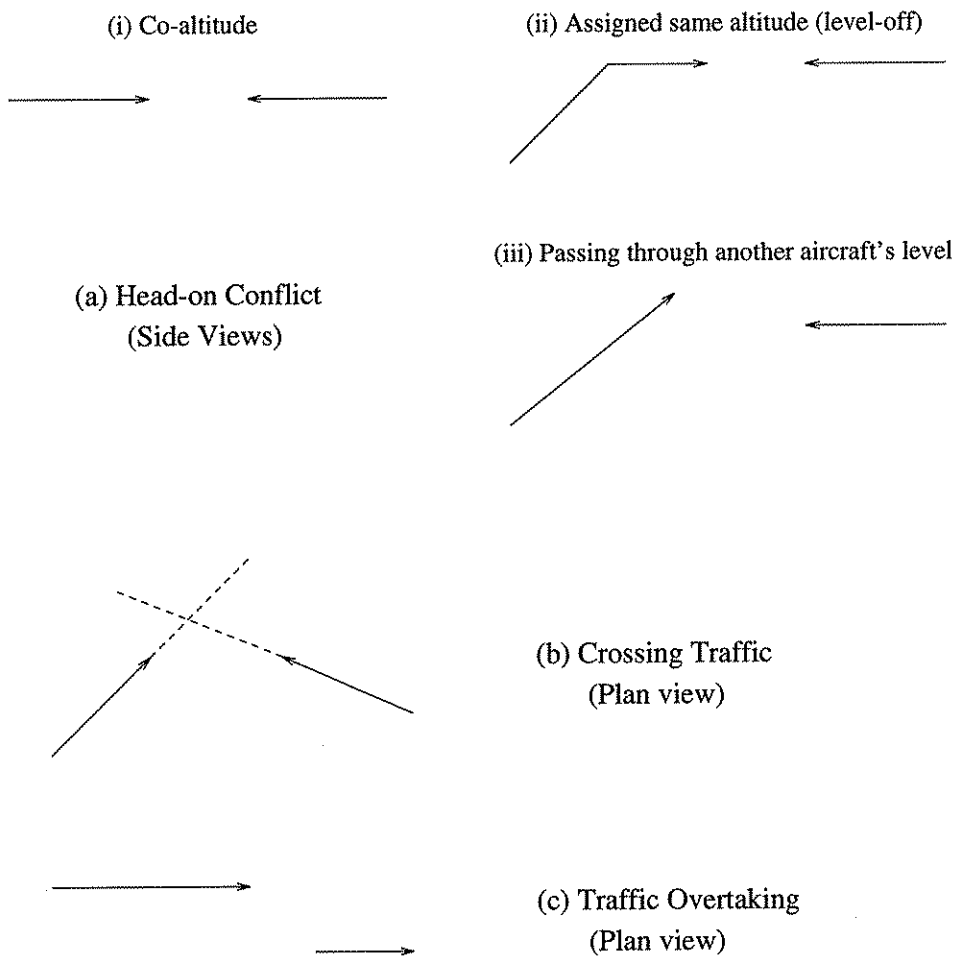 (i) Co-altitude
(ii) Assigned same altitude (level-off)
(iii) Passing through another aircraft's level
(a) Head-on Conflict
(Side Views)
(b) Crossing Traffic
(Plan view)
(c) Traffic Overtaking
(Plan view)